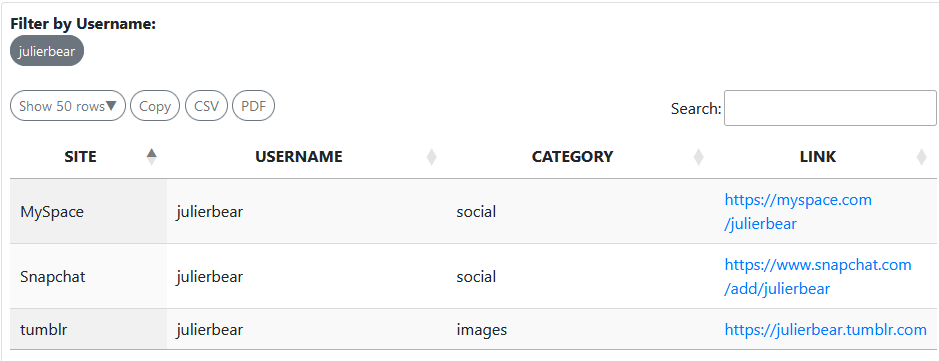 Filter by Username:
julierbear
Show 50 rows▼ Copy CSV PDF Search:
SITE USERNAME CATEGORY LINK
MySpace julierbear social https://myspace.com
/julierbear
Snapchat julierbear social https://www.snapchat.com
/add/julierbear
tumblr julierbear images https://julierbear.tumblr.com